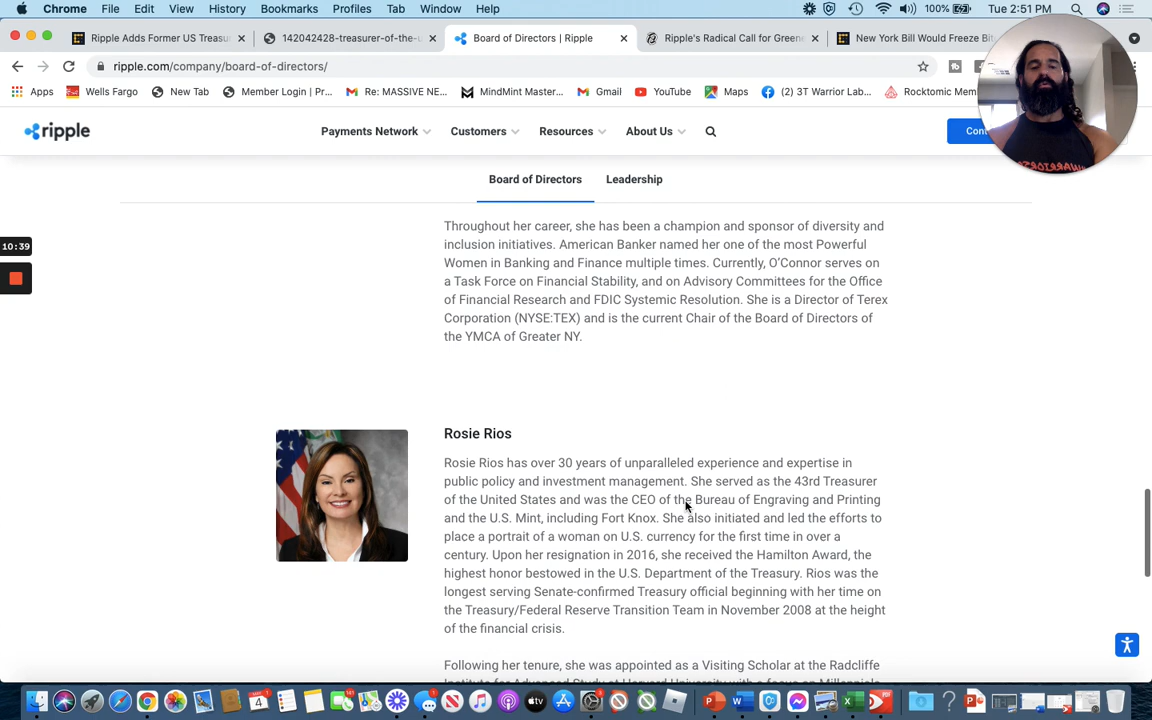 Chrome File Edit View History Bookmarks Profiles Tab Window Help 100% Tue 2:51 PM
Ripple Adds Former US Treasu × 142042428-treasurer-of-the-u × Board of Directors | Ripple × Ripple's Radical Call for Greene × New York Bill Would Freeze Bit
ripple.com/company/board-of-directors/
Apps Wells Fargo New Tab Member Login | Pr... Re: MASSIVE NE... MindMint Master... Gmail YouTube Maps (2) 3T Warrior Lab... Rocktomic Mem
ripple Payments Network Customers Resources About Us Con
WARRIOR
Board of Directors Leadership
10:39
Throughout her career, she has been a champion and sponsor of diversity and
inclusion initiatives. American Banker named her one of the most Powerful
Women in Banking and Finance multiple times. Currently, O'Connor serves on
a Task Force on Financial Stability, and on Advisory Committees for the Office
of Financial Research and FDIC Systemic Resolution. She is a Director of Terex
Corporation (NYSE:TEX) and is the current Chair of the Board of Directors of
the YMCA of Greater NY.
Rosie Rios
Rosie Rios has over 30 years of unparalleled experience and expertise in
public policy and investment management. She served as the 43rd Treasurer
of the United States and was the CEO of the Bureau of Engraving and Printing
and the U.S. Mint, including Fort Knox. She also initiated and led the efforts to
place a portrait of a woman on U.S. currency for the first time in over a
century. Upon her resignation in 2016, she received the Hamilton Award, the
highest honor bestowed in the U.S. Department of the Treasury. Rios was the
longest serving Senate-confirmed Treasury official beginning with her time on
the Treasury/Federal Reserve Transition Team in November 2008 at the height
of the financial crisis.
Following her tenure, she was appointed as a Visiting Scholar at the Radcliffe
Institute for Advanced Study at Harvard University with a focus on Millennials